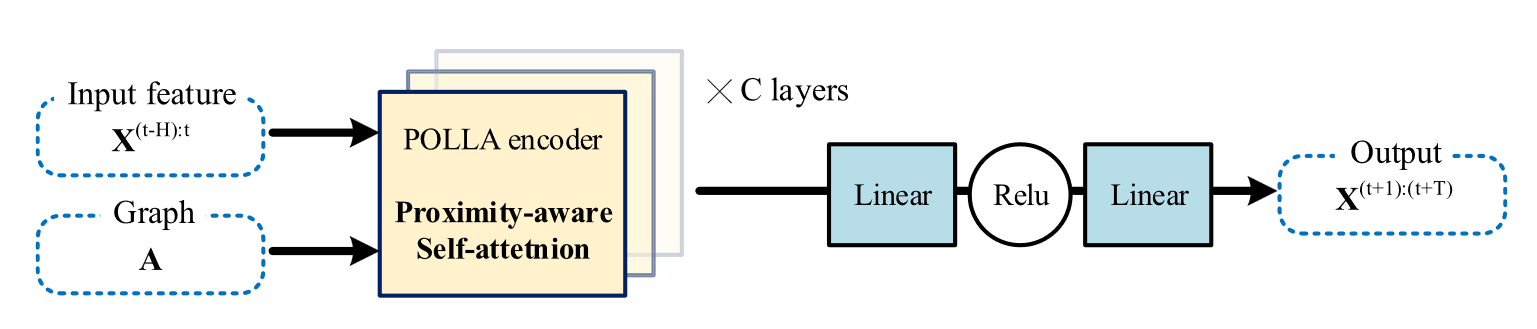 Input feature
X^(t-H):t
Graph
A
POLLA encoder
Proximity-aware
Self-attetnion
× C layers
Linear
Relu
Linear
Output
X^(t+1):(t+T)